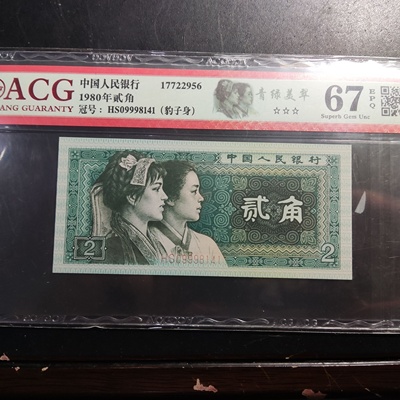 ACG
ANG GUARANTY
中国人民银行
17722956
1980年贰角
冠号：HS09998141（豹子身）
青绿美翠
☆☆☆
67
EPQ
Superb Gem Unc
中国人民银行
贰角
2
HS09998141
2